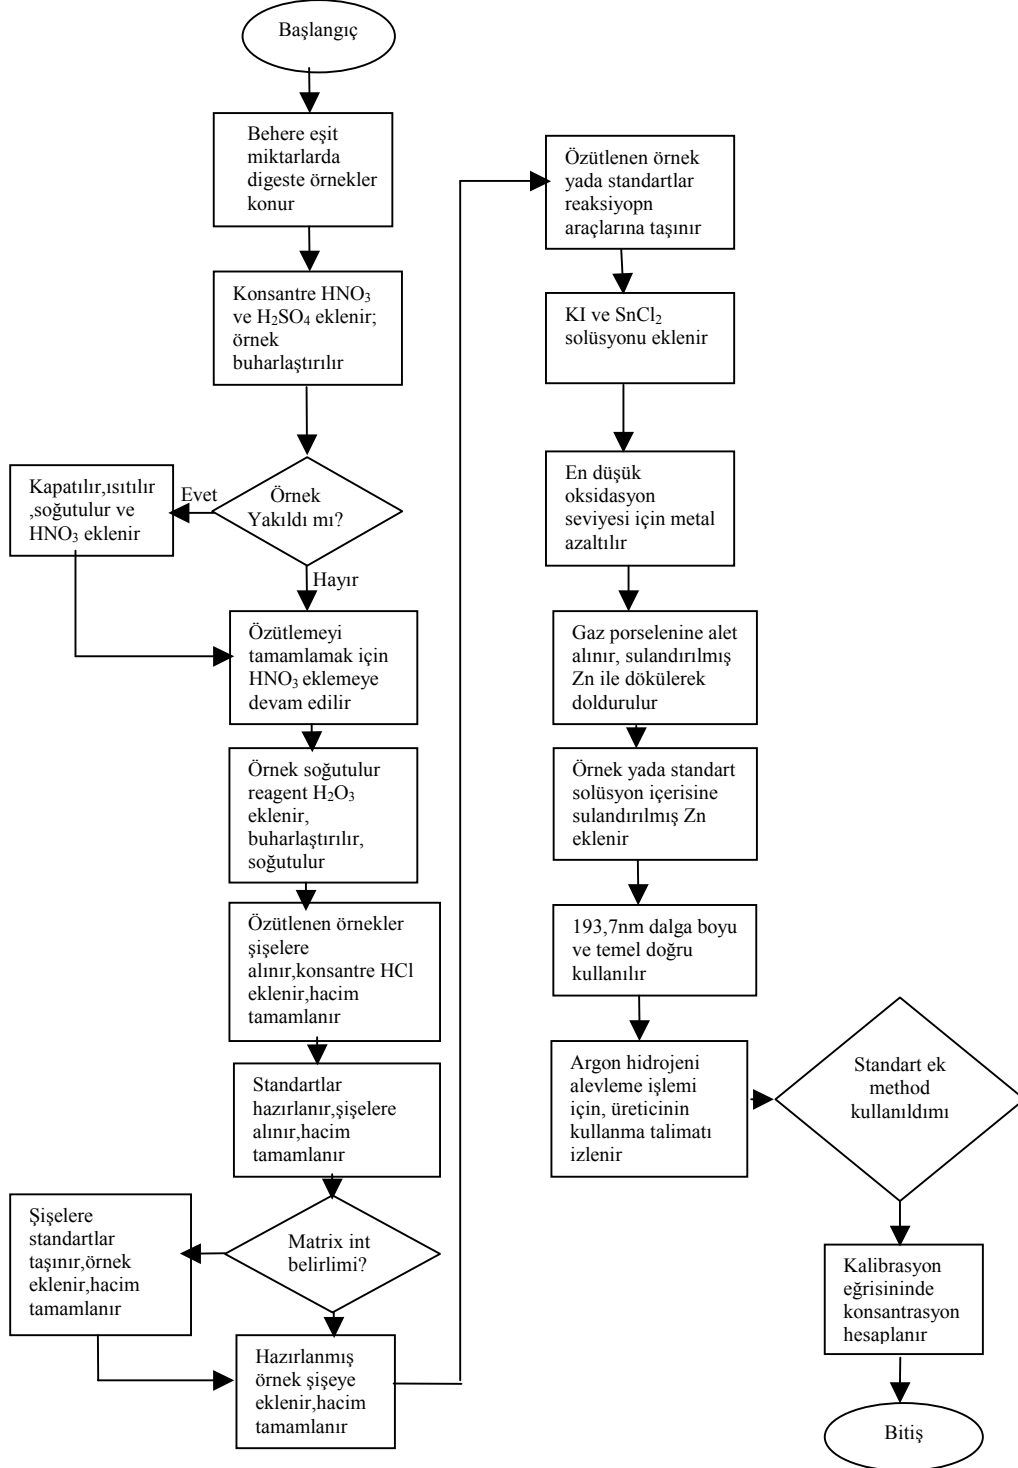 Başlangıç
Behere eşit
miktarlarda
digeste örnekler
konur
Konsantre HNO₃
ve H₂SO₄ eklenir;
örnek
buharlaştırılır
Örnek
Yakıldı mı?
Evet
Kapatılır,ısıtılır
,soğutulur ve
HNO₃ eklenir
Hayır
Özütlemeyi
tamamlamak için
HNO₃ eklemeye
devam edilir
Örnek soğutulur
reagent H₂O₃
eklenir,
buharlaştırılır,
soğutulur
Özütlenen örnekler
şişelere
alınır,konsantre HCl
eklenir,hacim
tamamlanır
Standartlar
hazırlanır,şişelere
alınır,hacim
tamamlanır
Matrix int
belirlimi?
Şişelere
standartlar
taşınır,örnek
eklenir,hacim
tamamlanır
Hazırlanmış
örnek şişeye
eklenir,hacim
tamamlanır
Özütlenen örnek
yada standartlar
reaksiyopn
araçlarına taşınır
KI ve SnCl₂
solüsyonu eklenir
En düşük
oksidasyon
seviyesi için metal
azaltılır
Gaz porselenine alet
alınır, sulandırılmış
Zn ile dökülerek
doldurulur
Örnek yada standart
solüsyon içerisine
sulandırılmış Zn
eklenir
193,7nm dalga boyu
ve temel doğru
kullanılır
Argon hidrojeni
alevleme işlemi
için, üreticinin
kullanma talimatı
izlenir
Standart ek
method
kullanıldımı
Kalibrasyon
eğrisininde
konsantrasyon
hesaplanır
Bitiş